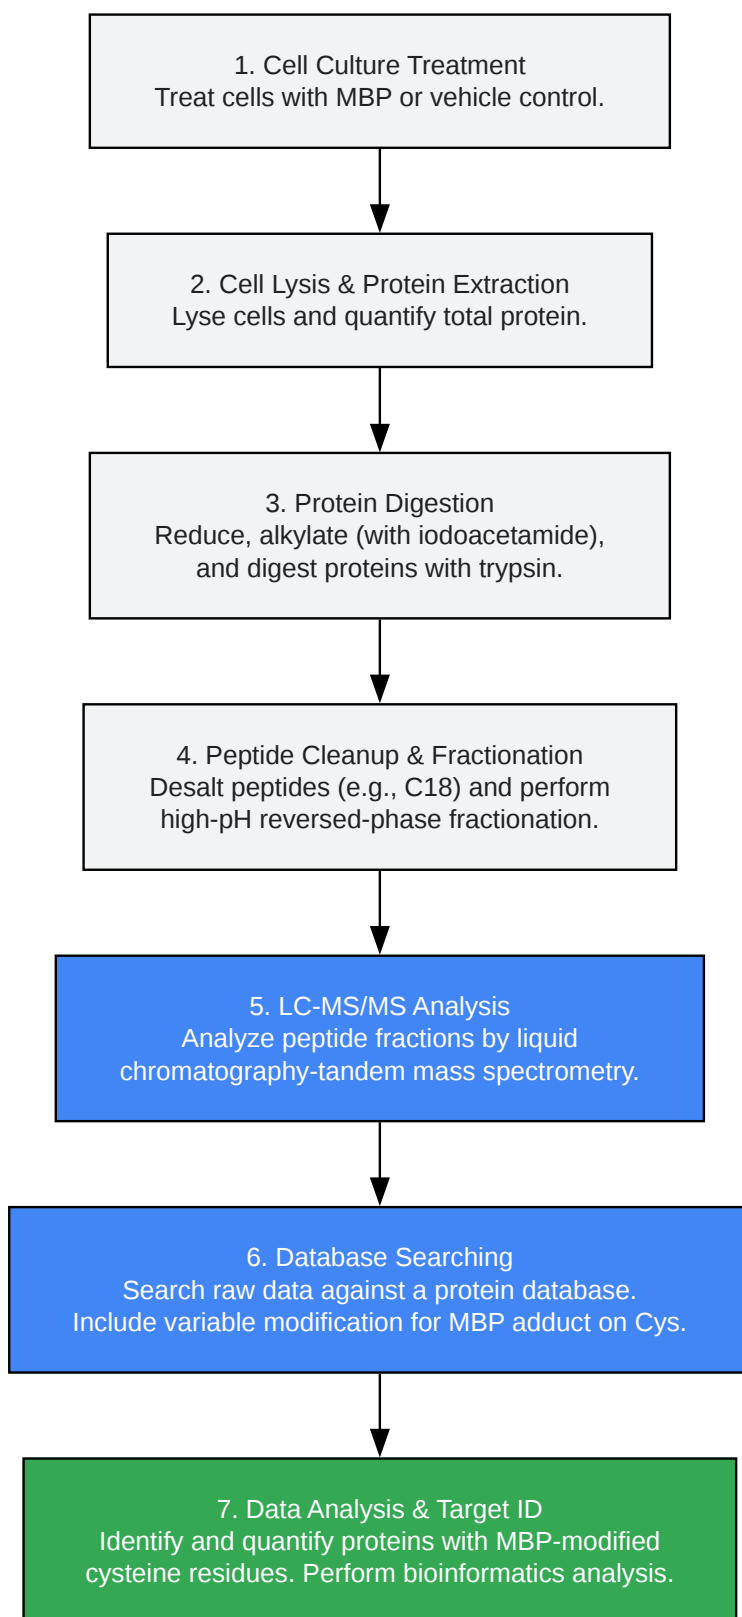 1. Cell Culture Treatment
Treat cells with MBP or vehicle control.
2. Cell Lysis & Protein Extraction
Lyse cells and quantify total protein.
3. Protein Digestion
Reduce, alkylate (with iodoacetamide),
and digest proteins with trypsin.
4. Peptide Cleanup & Fractionation
Desalt peptides (e.g., C18) and perform
high-pH reversed-phase fractionation.
5. LC-MS/MS Analysis
Analyze peptide fractions by liquid
chromatography-tandem mass spectrometry.
6. Database Searching
Search raw data against a protein database.
Include variable modification for MBP adduct on Cys.
7. Data Analysis & Target ID
Identify and quantify proteins with MBP-modified
cysteine residues. Perform bioinformatics analysis.